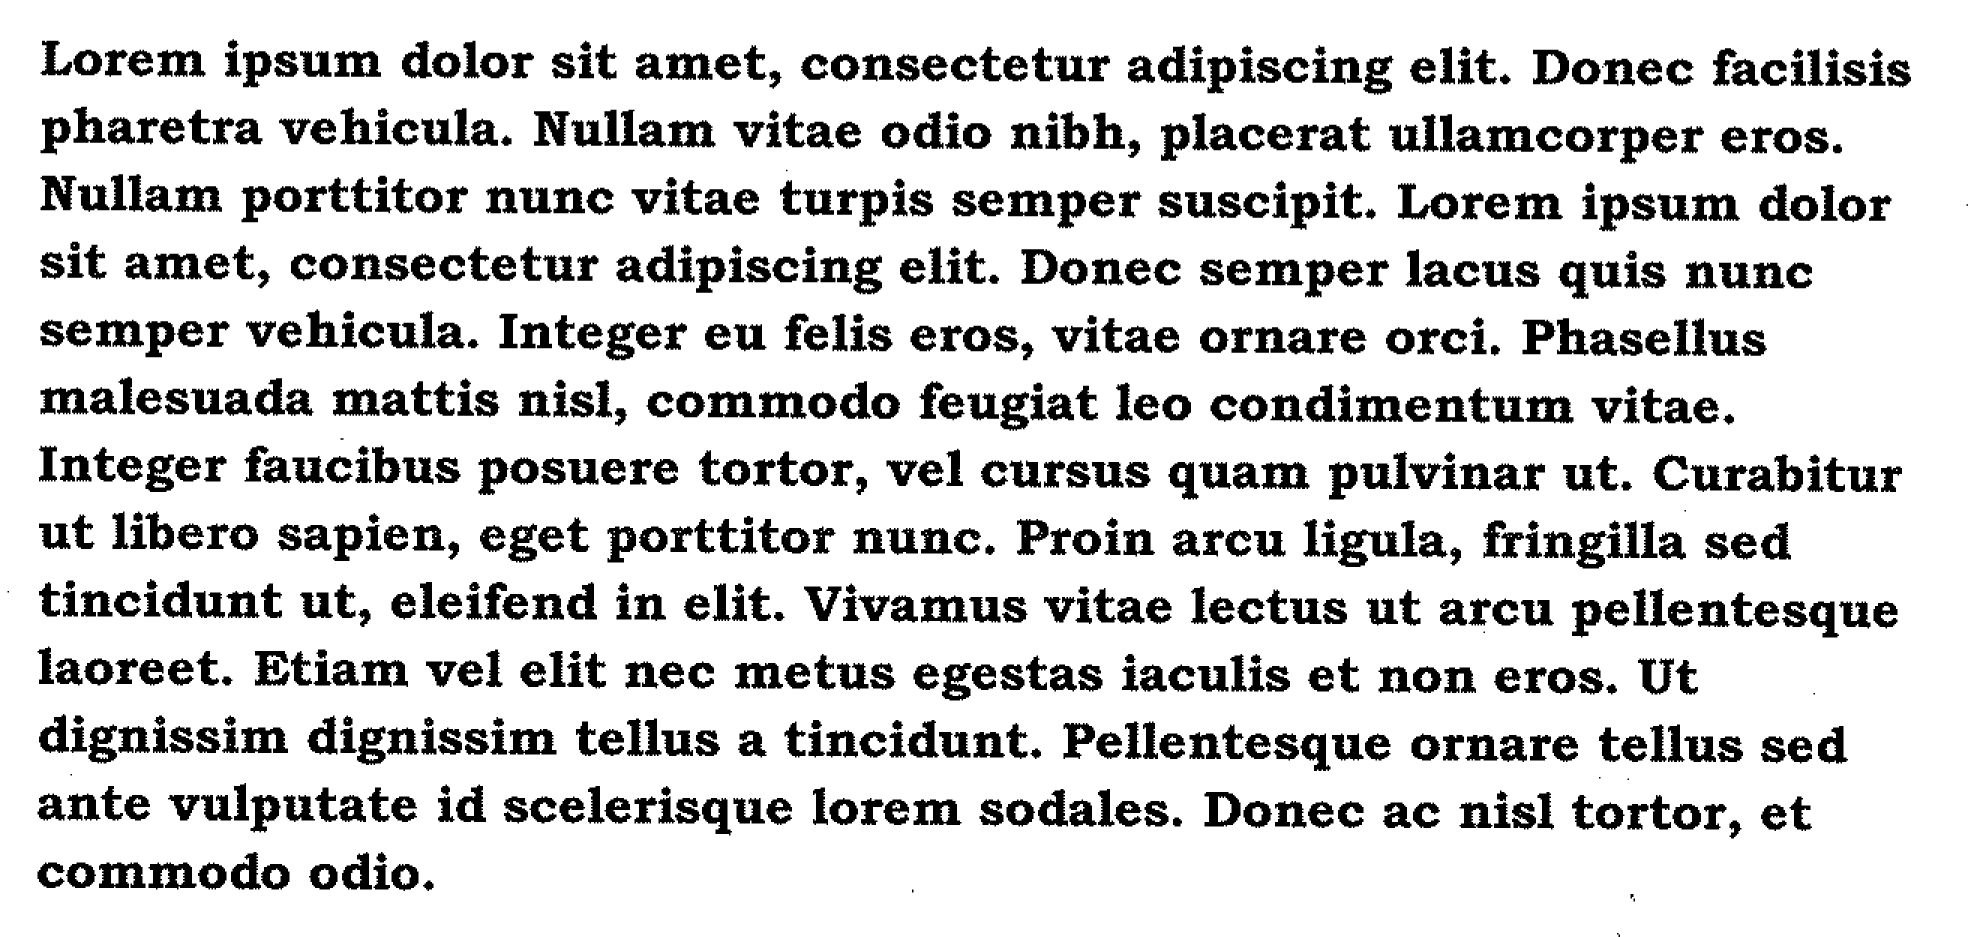 Lorem ipsum dolor sit amet, consectetur adipiscing elit. Donec facilisis
pharetra vehicula. Nullam vitae odio nibh, placerat ullamcorper eros.
Nullam porttitor nunc vitae turpis semper suscipit. Lorem ipsum dolor
sit amet, consectetur adipiscing elit. Donec semper lacus quis nunc
semper vehicula. Integer eu felis eros, vitae ornare orci. Phasellus
malesuada mattis nisl, commodo feugiat leo condimentum vitae.
Integer faucibus posuere tortor, vel cursus quam pulvinar ut. Curabitur
ut libero sapien, eget porttitor nunc. Proin arcu ligula, fringilla sed
tincidunt ut, eleifend in elit. Vivamus vitae lectus ut arcu pellentesque
laoreet. Etiam vel elit nec metus egestas iaculis et non eros. Ut
dignissim dignissim tellus a tincidunt. Pellentesque ornare tellus sed
ante vulputate id scelerisque lorem sodales. Donec ac nisl tortor, et
commodo odio.